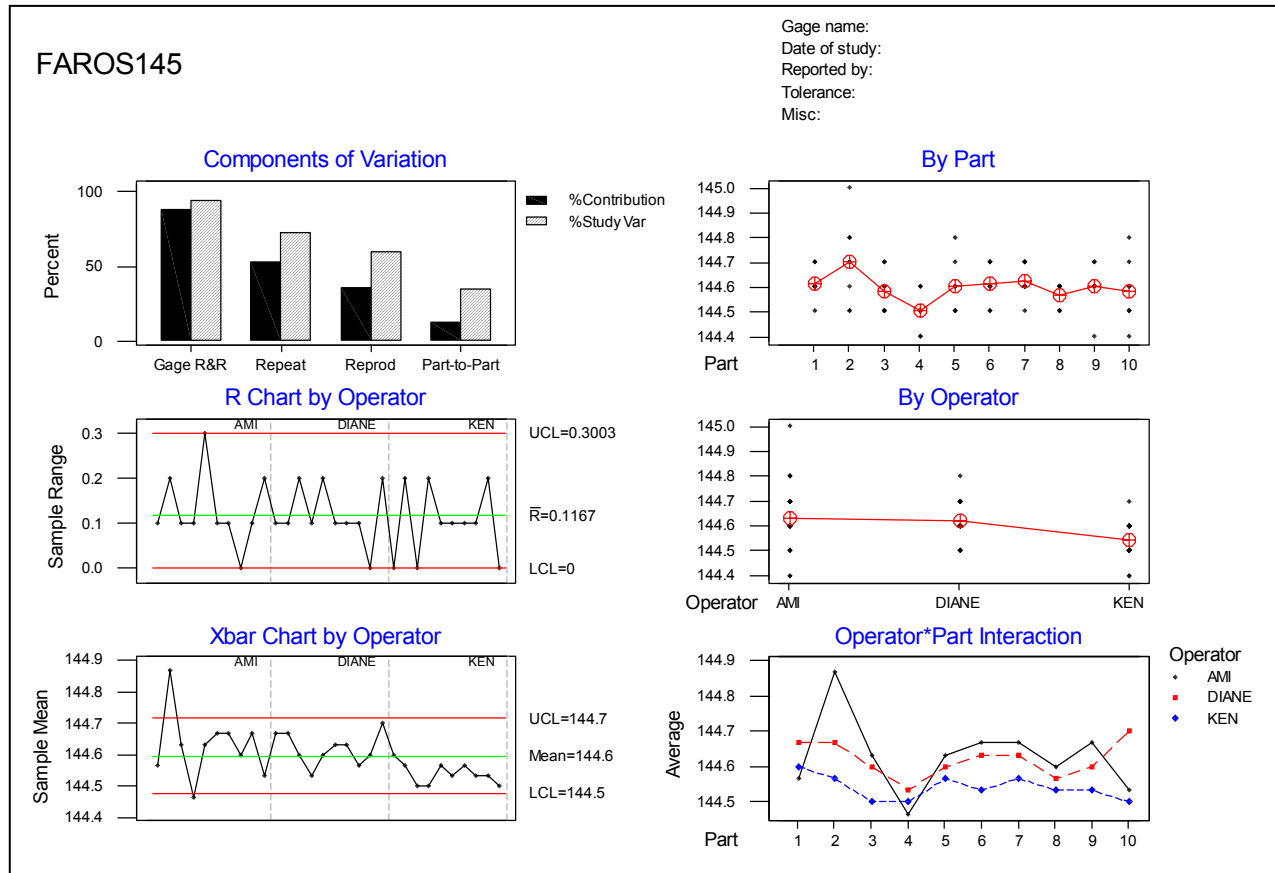 FAROS145
Gage name:
Date of study:
Reported by:
Tolerance:
Misc:
Components of Variation
100
50
0
Percent
Gage R&R Repeat Reprod Part-to-Part
%Contribution
%Study Var
By Part
145.0
144.9
144.8
144.7
144.6
144.5
144.4
Part 1 2 3 4 5 6 7 8 9 10
R Chart by Operator
AMI DIANE KEN
0.3
0.2
0.1
0.0
Sample Range
UCL=0.3003
R=0.1167
LCL=0
By Operator
145.0
144.9
144.8
144.7
144.6
144.5
144.4
Operator AMI DIANE KEN
Xbar Chart by Operator
AMI DIANE KEN
144.9
144.8
144.7
144.6
144.5
144.4
Sample Mean
UCL=144.7
Mean=144.6
LCL=144.5
Operator*Part Interaction
144.9
144.8
144.7
144.6
144.5
Average
Part 1 2 3 4 5 6 7 8 9 10
Operator
AMI
DIANE
KEN